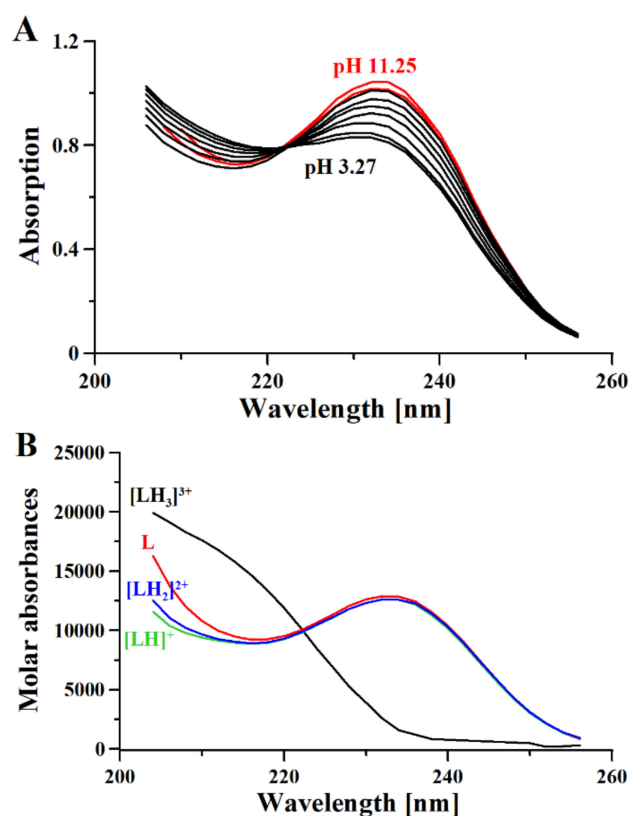 A
1.2
pH 11.25
0.8
pH 3.27
0.4
0
Absorption
200 220 240 260
Wavelength [nm]
B
25000
[LH₃]³⁺
20000
L
15000
[LH₂]²⁺
[LH]⁺
10000
5000
0
Molar absorbances
200 220 240 260
Wavelength [nm]